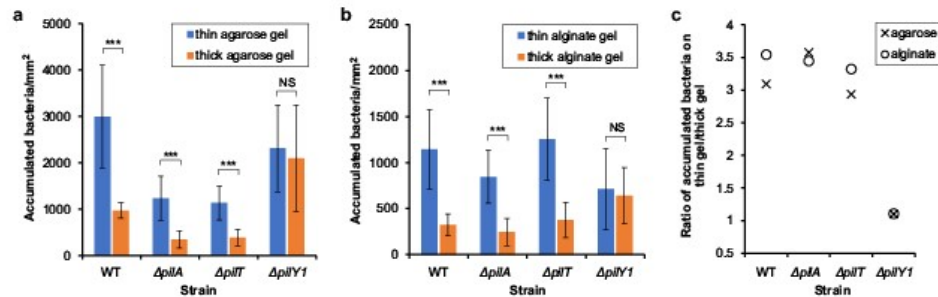 a
Accumulated bacteria/mm²
5000
4000
3000
2000
1000
0
thin agarose gel
thick agarose gel
***
***
***
NS
WT
ΔpilA
ΔpilT
ΔpilY1
Strain
b
Accumulated bacteria/mm²
2500
2000
1500
1000
500
0
thin alginate gel
thick alginate gel
***
***
***
NS
WT
ΔpilA
ΔpilT
ΔpilY1
Strain
c
Ratio of accumulated bacteria on
thin gel/thick gel
4
3.5
3
2.5
2
1.5
1
0.5
agarose
alginate
WT
ΔpilA
ΔpilT
ΔpilY1
Strain